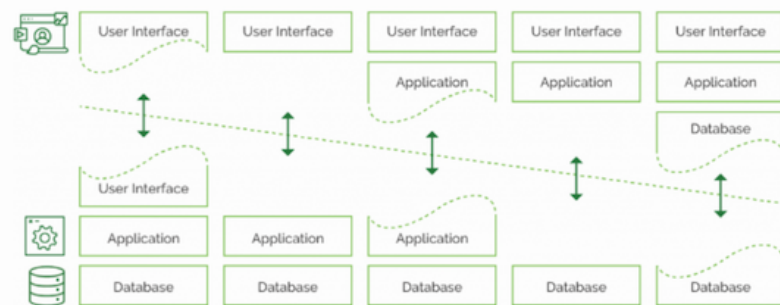 User Interface
User Interface
User Interface
User Interface
User Interface
Application
Application
Application
Database
User Interface
Application
Application
Application
Database
Database
Database
Database
Database